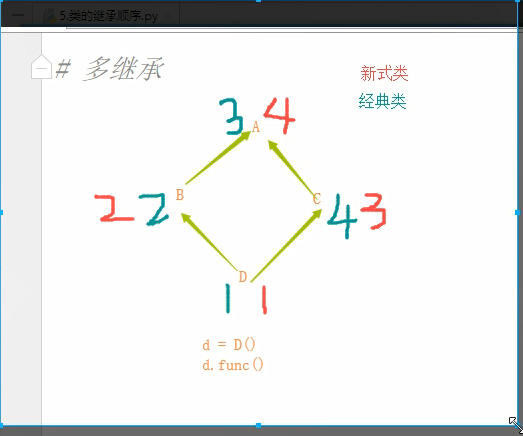 5.类的继承顺序.py
# 多继承
新式类
经典类
3 A 4
2 2 B
C 4 3
D
1 1
d = D()
d.func()